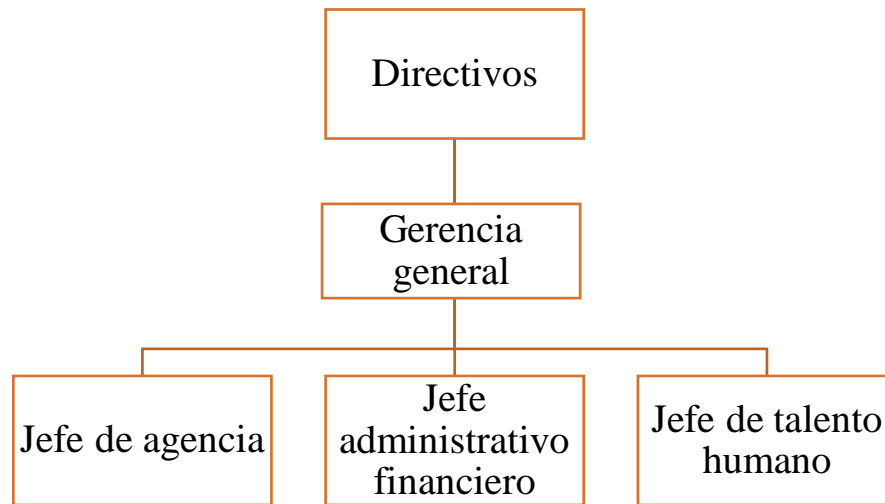 Directivos
Gerencia
general
Jefe de agencia
Jefe
administrativo
financiero
Jefe de talento
humano